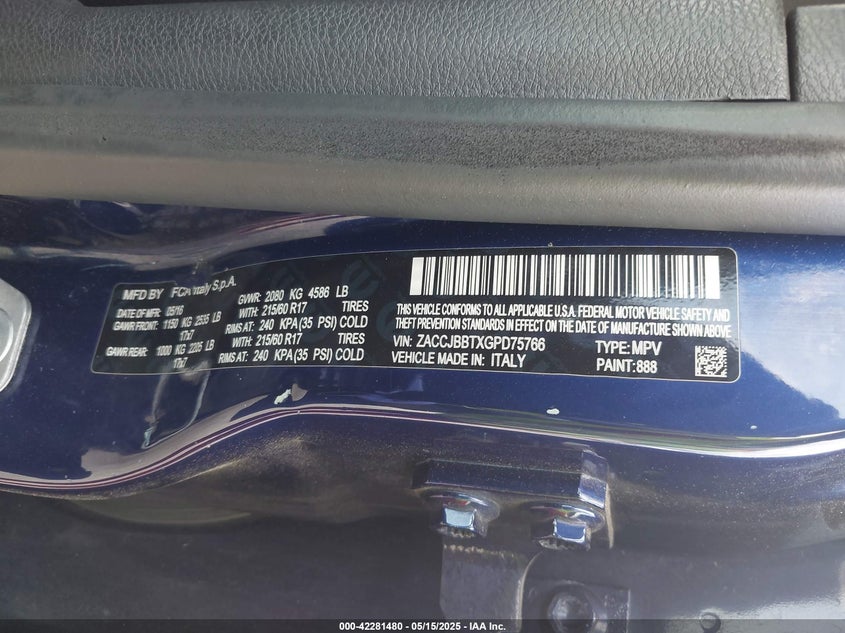 MFD BY FCA Italy S.p.A.
DATE OF MFR: 05/16 GVWR: 2080 KG 4586 LB
GAWR FRONT: 1150 KG 2535 LB WITH: 215/60 R17 TIRES
17x7 RIMS AT: 240 KPA(35 PSI) COLD
GAWR REAR: 1000 KG 2205 LB WITH: 215/60 R17 TIRES
17x7 RIMS AT: 240 KPA(35 PSI) COLD
THIS VEHICLE CONFORMS TO ALL APPLICABLE U.S.A. FEDERAL MOTOR VEHICLE SAFETY
STANDARDS IN EFFECT ON THE DATE OF MANUFACTURE SHOWN ABOVE.
VIN: ZACCJBBTXGPD75766 TYPE:MPV
VEHICLE MADE IN: ITALY PAINT:888
000-42281480 - 05/15/2025 - IAA Inc.